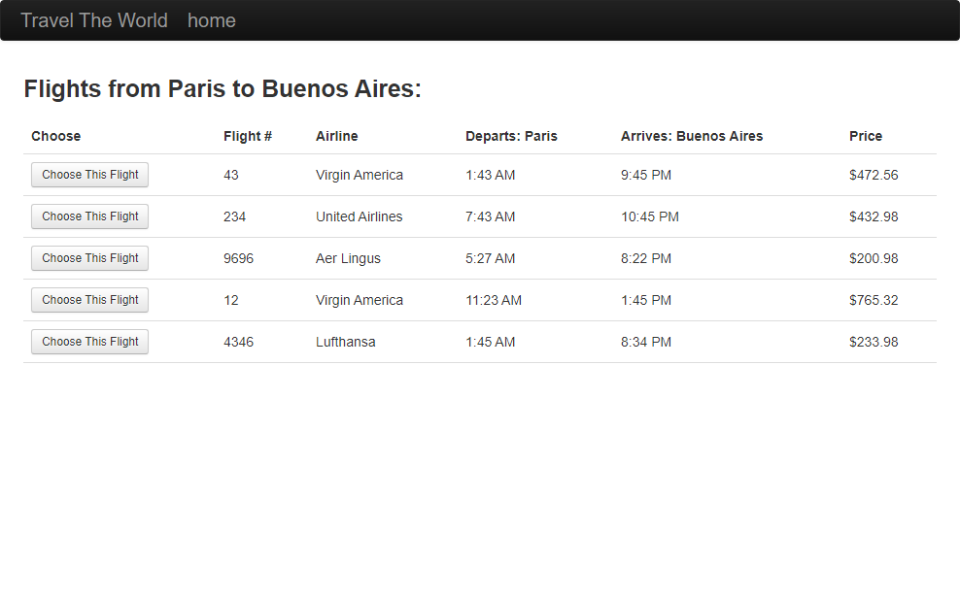 Travel The World home
Flights from Paris to Buenos Aires:
Choose Flight # Airline Departs: Paris Arrives: Buenos Aires Price
Choose This Flight 43 Virgin America 1:43 AM 9:45 PM $472.56
Choose This Flight 234 United Airlines 7:43 AM 10:45 PM $432.98
Choose This Flight 9696 Aer Lingus 5:27 AM 8:22 PM $200.98
Choose This Flight 12 Virgin America 11:23 AM 1:45 PM $765.32
Choose This Flight 4346 Lufthansa 1:45 AM 8:34 PM $233.98